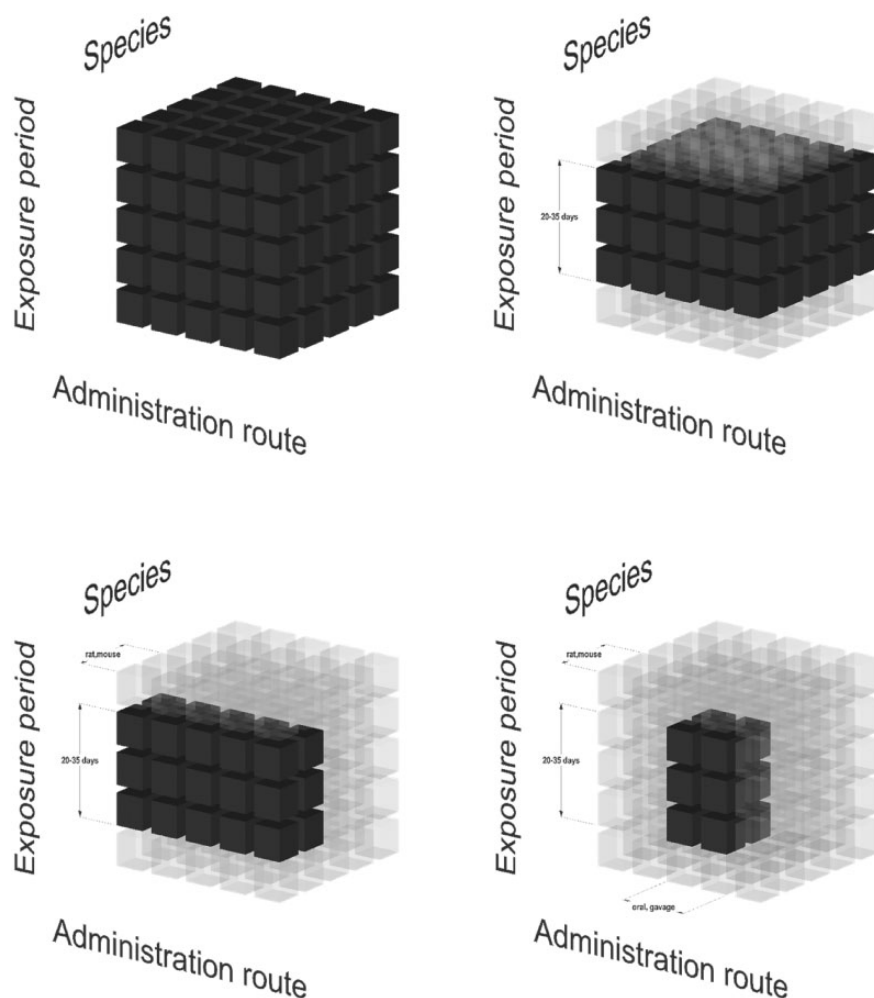 Species
Exposure period
Administration route
Species
Exposure period
20-35 days
Administration route
Species
Exposure period
rat,mouse
20-35 days
Administration route
Species
Exposure period
rat,mouse
20-35 days
oral, gavage
Administration route